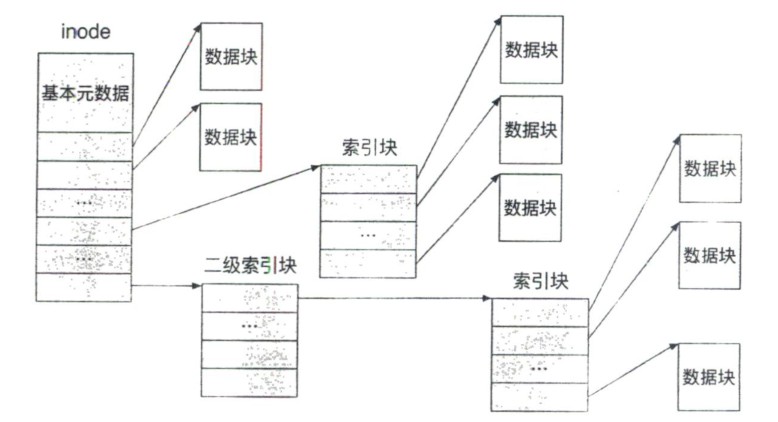 inode
基本元数据
...
...
数据块
数据块
索引块
...
数据块
数据块
数据块
二级索引块
...
索引块
...
数据块
数据块
数据块